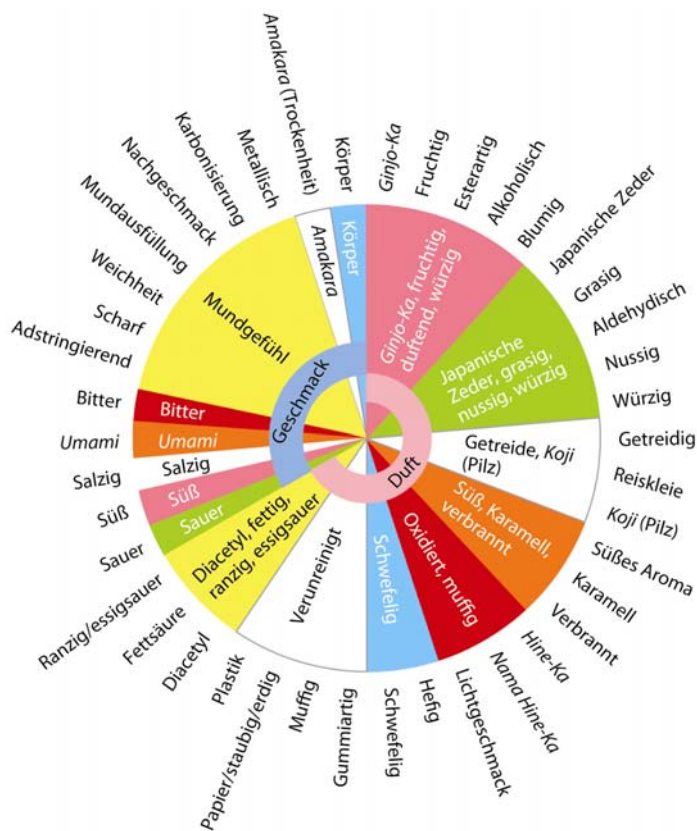 Amakara (Trockenheit)
Körper
Ginjo-Ka
Fruchtig
Esterartig
Alkoholisch
Blumig
Japanische Zeder
Grasig
Aldehydisch
Nussig
Würzig
Getreidig
Reiskleie
Koji (Pilz)
Süßes Aroma
Karamell
Verbrannt
Hine-Ka
Nama Hine-Ka
Lichtgeschmack
Hefig
Schwefelig
Gummiartig
Muffig
Papier/staubig/erdig
Plastik
Diacetyl
Fettsäure
Ranzig/essigsauer
Sauer
Süß
Salzig
Umami
Bitter
Adstringierend
Scharf
Weichheit
Mundausfüllung
Nachgeschmack
Karbonisierung
Metallisch
Amakara
Körper
Ginjo-Ka, fruchtig,
duftend, würzig
Japanische
Zeder, grasig,
nussig, würzig
Getreide, Koji
(Pilz)
Süß, Karamell,
verbrannt
Oxidiert, muffig
Schwefelig
Verunreinigt
Diacetyl, fettig,
ranzig, essigsauer
Sauer
Süß
Salzig
Umami
Bitter
Mundgefühl
Geschmack
Duft